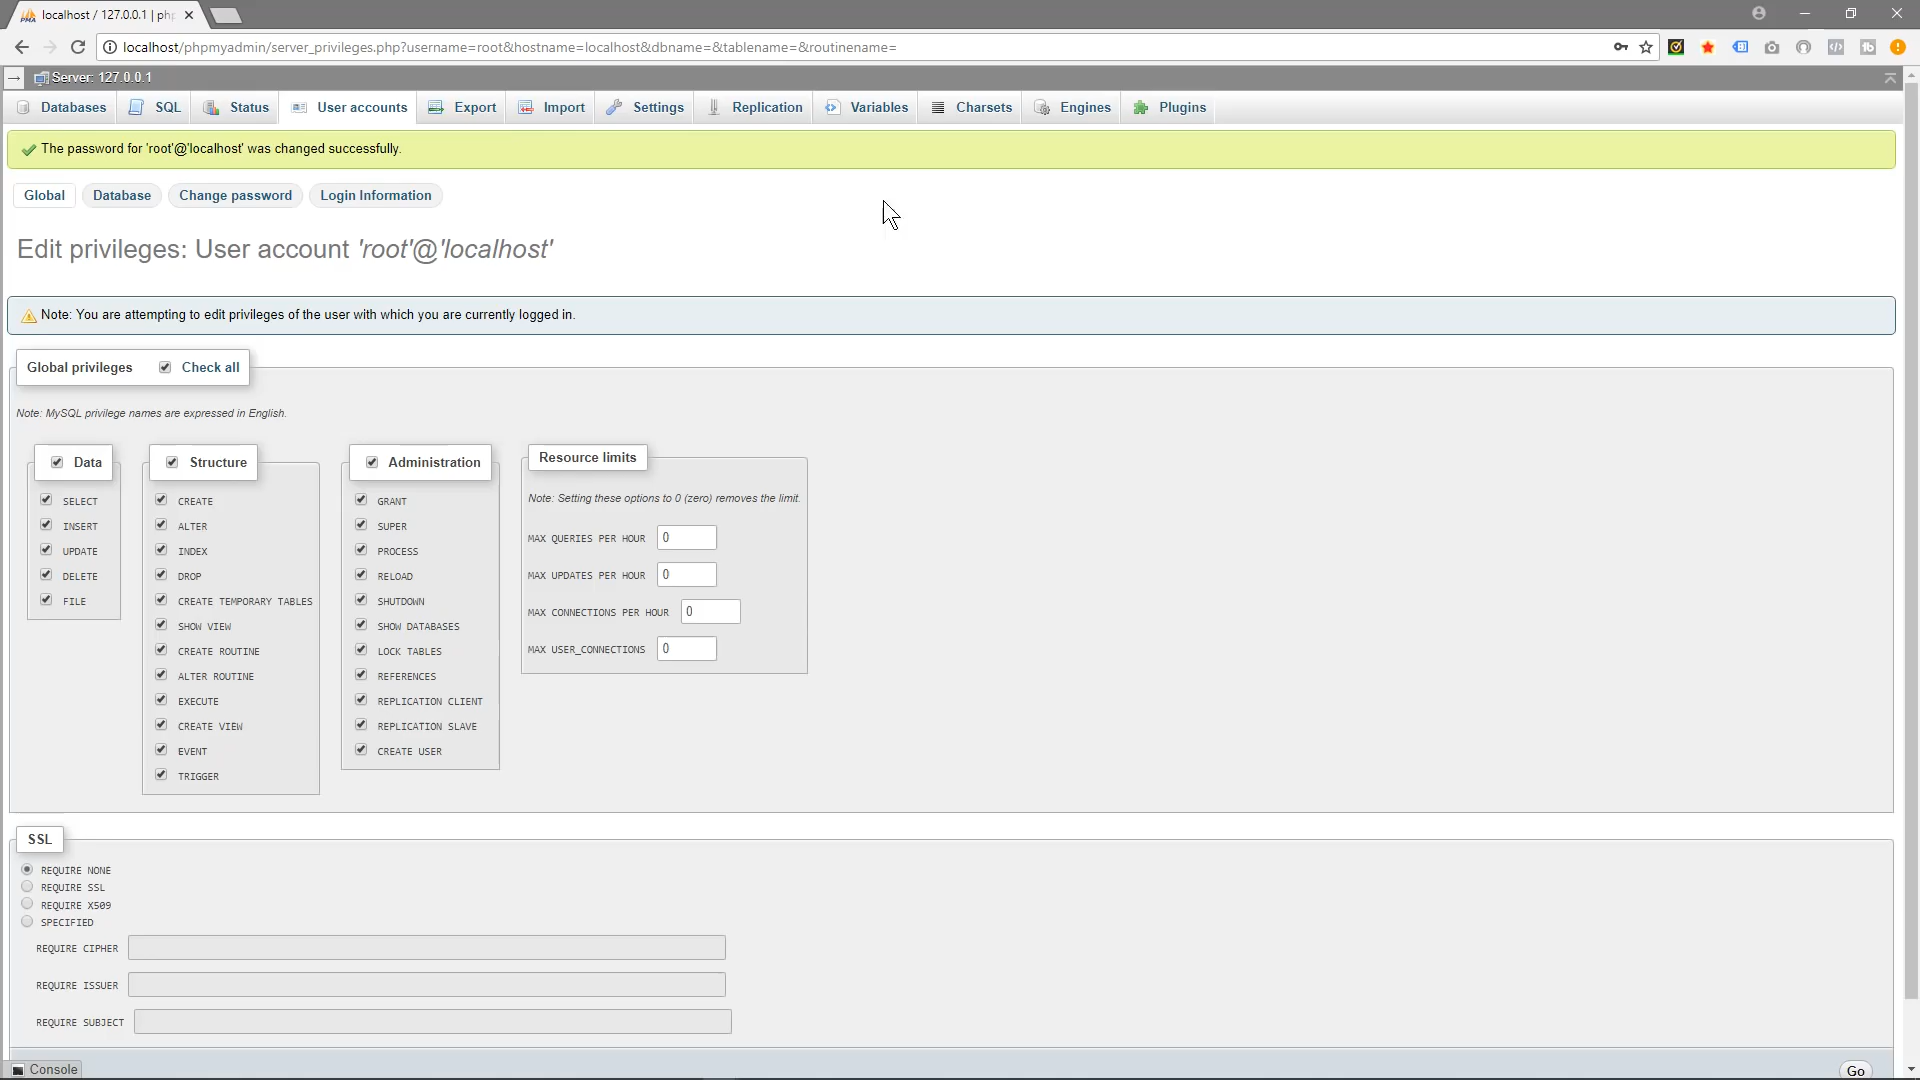 localhost / 127.0.0.1 | php
localhost/phpmyadmin/server_privileges.php?username=root&hostname=localhost&dbname=&tablename=&routinename=
Server: 127.0.0.1
Databases SQL Status User accounts Export Import Settings Replication Variables Charsets Engines Plugins
The password for 'root'@'localhost' was changed successfully.
Global Database Change password Login Information
Edit privileges: User account 'root'@'localhost'
Note: You are attempting to edit privileges of the user with which you are currently logged in.
Global privileges Check all
Note: MySQL privilege names are expressed in English.
Data
SELECT
INSERT
UPDATE
DELETE
FILE
Structure
CREATE
ALTER
INDEX
DROP
CREATE TEMPORARY TABLES
SHOW VIEW
CREATE ROUTINE
ALTER ROUTINE
EXECUTE
CREATE VIEW
EVENT
TRIGGER
Administration
GRANT
SUPER
PROCESS
RELOAD
SHUTDOWN
SHOW DATABASES
LOCK TABLES
REFERENCES
REPLICATION CLIENT
REPLICATION SLAVE
CREATE USER
Resource limits
Note: Setting these options to 0 (zero) removes the limit.
MAX QUERIES PER HOUR 0
MAX UPDATES PER HOUR 0
MAX CONNECTIONS PER HOUR 0
MAX USER_CONNECTIONS 0
SSL
REQUIRE NONE
REQUIRE SSL
REQUIRE X509
SPECIFIED
REQUIRE CIPHER
REQUIRE ISSUER
REQUIRE SUBJECT
Console
Go